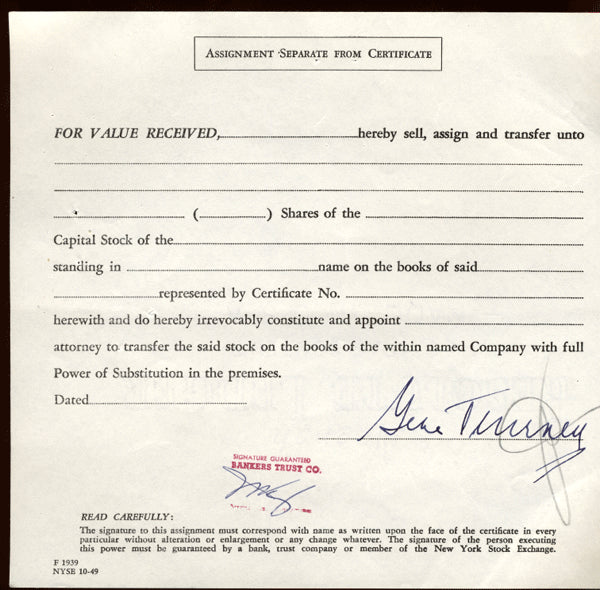 ASSIGNMENT SEPARATE FROM CERTIFICATE
FOR VALUE RECEIVED, hereby sell, assign and transfer unto
( ) Shares of the
Capital Stock of the
standing in name on the books of said
represented by Certificate No.
herewith and do hereby irrevocably constitute and appoint
attorney to transfer the said stock on the books of the within named Company with full
Power of Substitution in the premises.
Dated
Gene Tunney
SIGNATURE GUARANTEED
BANKERS TRUST CO.
READ CAREFULLY:
The signature to this assignment must correspond with name as written upon the face of the certificate in every
particular without alteration or enlargement or any change whatever. The signature of the person executing
this power must be guaranteed by a bank, trust company or member of the New York Stock Exchange.
F 1939
NYSE 10-49